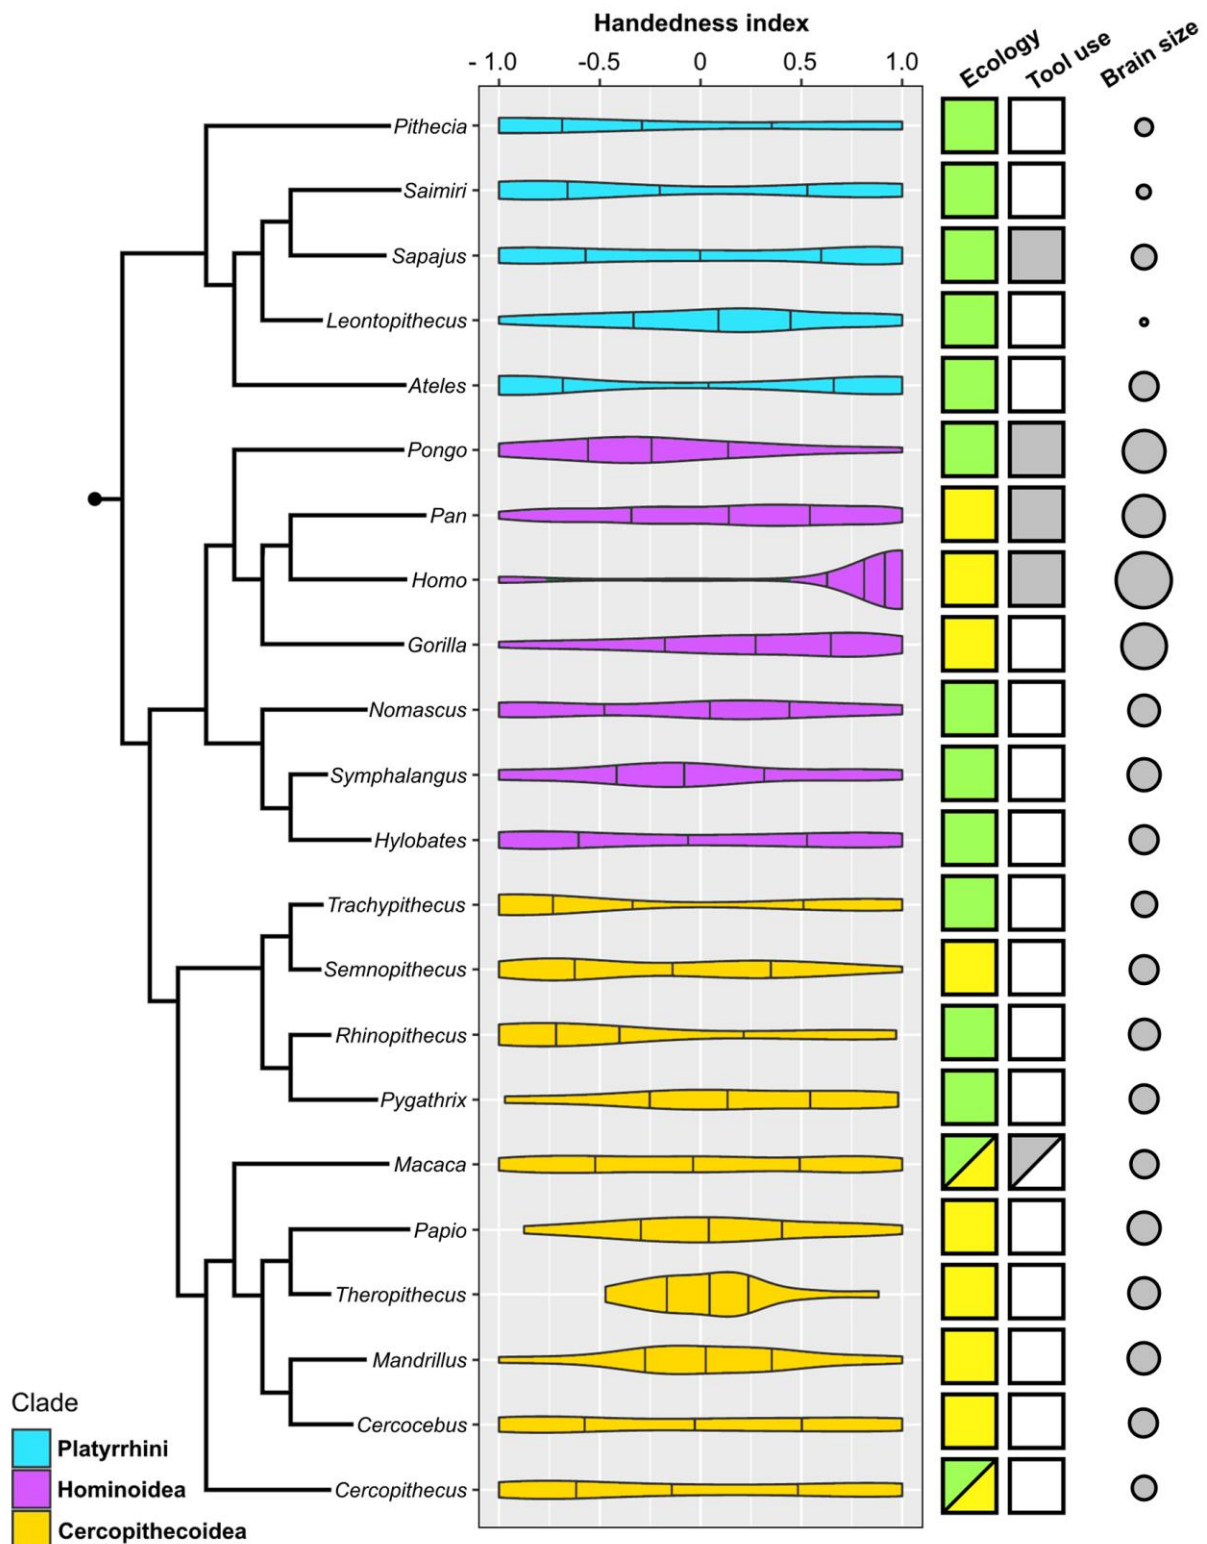 Handedness index
Ecology
Tool use
Brain size
- 1.0 -0.5 0 0.5 1.0
Pithecia
Saimiri
Sapajus
Leontopithecus
Ateles
Pongo
Pan
Homo
Gorilla
Nomascus
Symphalangus
Hylobates
Trachypithecus
Semnopithecus
Rhinopithecus
Pygathrix
Macaca
Papio
Theropithecus
Mandrillus
Cercocebus
Cercopithecus
Clade
Platyrrhini
Hominoidea
Cercopithecoidea